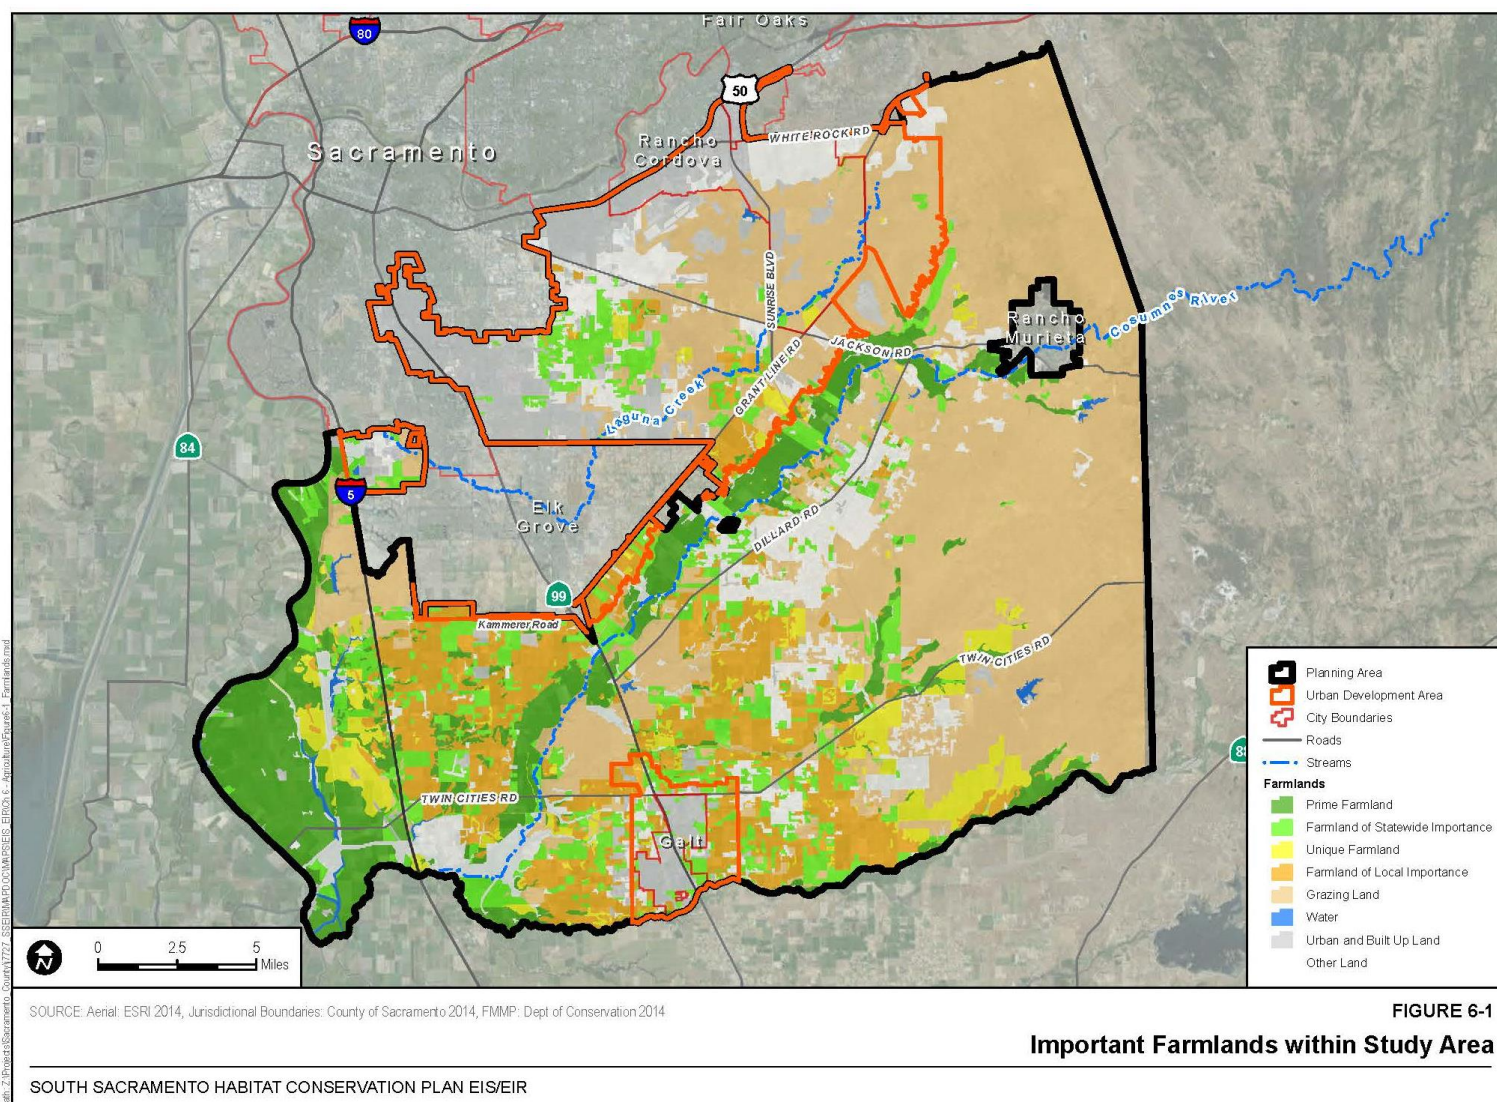 Fair Oaks
80
50
WHITE ROCK RD
Rancho
Cordova
Sacramento
SUNRISE BLVD
Cosumnes River
Rancho
Murieta
JACKSON RD
GRANT LINE RD
Laguna Creek
84
5
Elk
Grove
DILLARD RD
99
Kammerer Road
TWIN CITIES RD
TWIN CITIES RD
Galt
88
Planning Area
Urban Development Area
City Boundaries
Roads
Streams
Farmlands
Prime Farmland
Farmland of Statewide Importance
Unique Farmland
Farmland of Local Importance
Grazing Land
Water
Urban and Built Up Land
Other Land
N
0 2.5 5
Miles
SOURCE: Aerial: ESRI 2014, Jurisdictional Boundaries: County of Sacramento 2014, FMMP: Dept of Conservation 2014
FIGURE 6-1
Important Farmlands within Study Area
SOUTH SACRAMENTO HABITAT CONSERVATION PLAN EIS/EIR